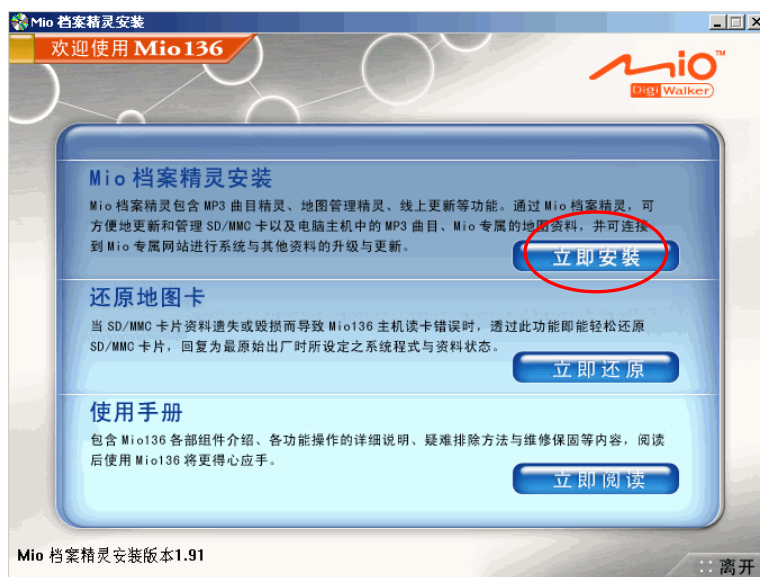 Mio 档案精灵安装
欢迎使用 Mio136
Mio™
DigiWalker
Mio 档案精灵安装
Mio 档案精灵包含 MP3 曲目精灵、地图管理精灵、线上更新等功能。通过 Mio 档案精灵，可
方便地更新和管理 SD/MMC 卡以及电脑主机中的 MP3 曲目、Mio 专属的地图资料，并可连接
到 Mio 专属网站进行系统与其他资料的升级与更新。
立即安裝
还原地图卡
当 SD/MMC 卡片资料遗失或毁损而导致 Mio136 主机读卡错误时，透过此功能即能轻松还原
SD/MMC 卡片，回复为最原始出厂时所设定之系统程式与资料状态。
立即还原
使用手册
包含 Mio136 各部组件介绍、各功能操作的详细说明、疑难排除方法与维修保固等内容，阅读
后使用 Mio136 将更得心应手。
立即阅读
Mio 档案精灵安装版本1.91
:: 离开